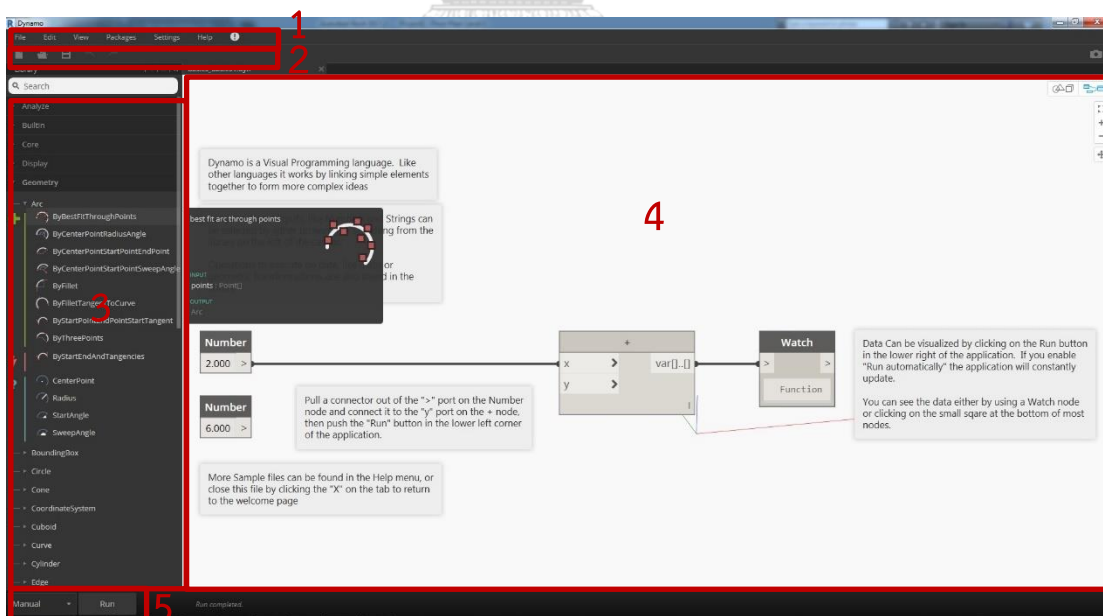 Dynamo
File Edit View Packages Settings Help
1
2
Library
Search
Analyze
BuiltIn
Core
Display
Geometry
Arc
ByBestFitThroughPoints
ByCenterPointRadiusAngle
ByCenterPointStartPointEndPoint
ByCenterPointStartPointSweepAngle
ByFillet
ByFilletTangentToCurve
ByStartPointEndPointStartTangent
ByThreePoints
ByStartEndAndTangencies
CenterPoint
Radius
StartAngle
SweepAngle
BoundingBox
Circle
Cone
CoordinateSystem
Cuboid
Curve
Cylinder
Edge
3
Dynamo is a Visual Programming language. Like
other languages it works by linking simple elements
together to form more complex ideas
best fit arc through points
INPUT
points : Point[]
OUTPUT
Arc
Strings can
ng from the
or
d in the
4
Number
2.000 >
Number
6.000 >
Pull a connector out of the ">" port on the Number
node and connect it to the "y" port on the + node,
then push the "Run" button in the lower left corner
of the application.
More Sample files can be found in the Help menu, or
close this file by clicking the "X" on the tab to return
to the welcome page
+
x > var[]..[]
y >
Watch
> >
Function
Data Can be visualized by clicking on the Run button
in the lower right of the application. If you enable
"Run automatically" the application will constantly
update.
You can see the data either by using a Watch node
or clicking on the small sqare at the bottom of most
nodes.
Manual Run
5
Run completed.